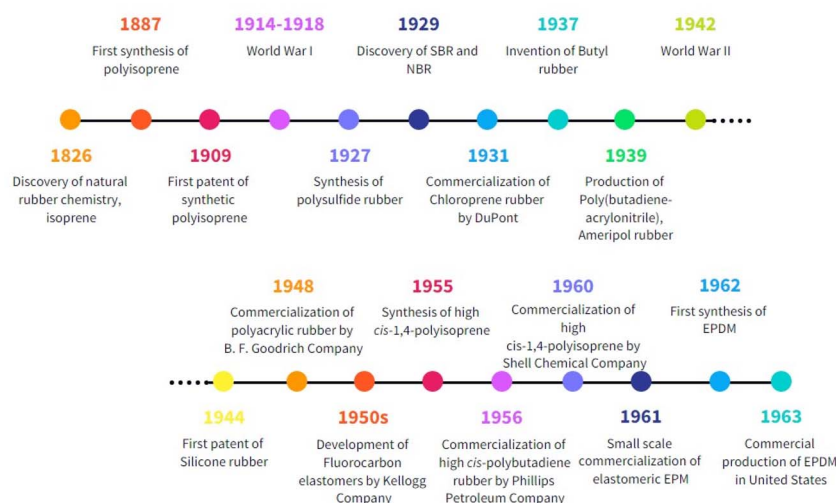 1887
First synthesis of
polyisoprene
1914-1918
World War I
1929
Discovery of SBR and
NBR
1937
Invention of Butyl
rubber
1942
World War II
1826
Discovery of natural
rubber chemistry,
isoprene
1909
First patent of
synthetic
polyisoprene
1927
Synthesis of
polysulfide rubber
1931
Commercialization of
Chloroprene rubber
by DuPont
1939
Production of
Poly(butadiene-
acrylonitrile),
Ameripol rubber
1948
Commercialization of
polyacrylic rubber by
B. F. Goodrich Company
1955
Synthesis of high
cis-1,4-polyisoprene
1960
Commercialization of
high
cis-1,4-polyisoprene by
Shell Chemical Company
1962
First synthesis of
EPDM
1944
First patent of
Silicone rubber
1950s
Development of
Fluorocarbon
elastomers by Kellogg
Company
1956
Commercialization of
high cis-polybutadiene
rubber by Phillips
Petroleum Company
1961
Small scale
commercialization of
elastomeric EPM
1963
Commercial
production of EPDM
in United States